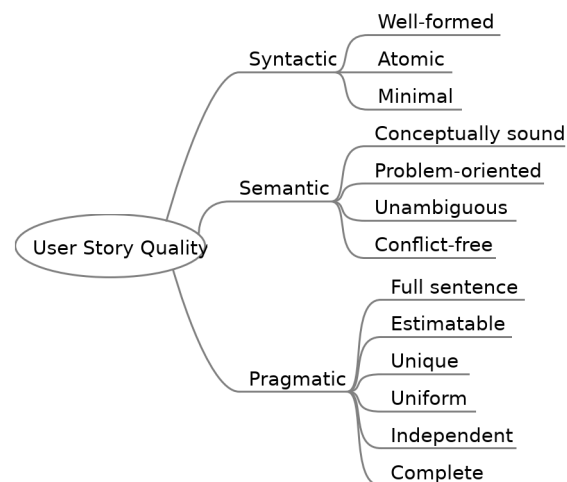 User Story Quality
Syntactic
Well-formed
Atomic
Minimal
Semantic
Conceptually sound
Problem-oriented
Unambiguous
Conflict-free
Pragmatic
Full sentence
Estimatable
Unique
Uniform
Independent
Complete